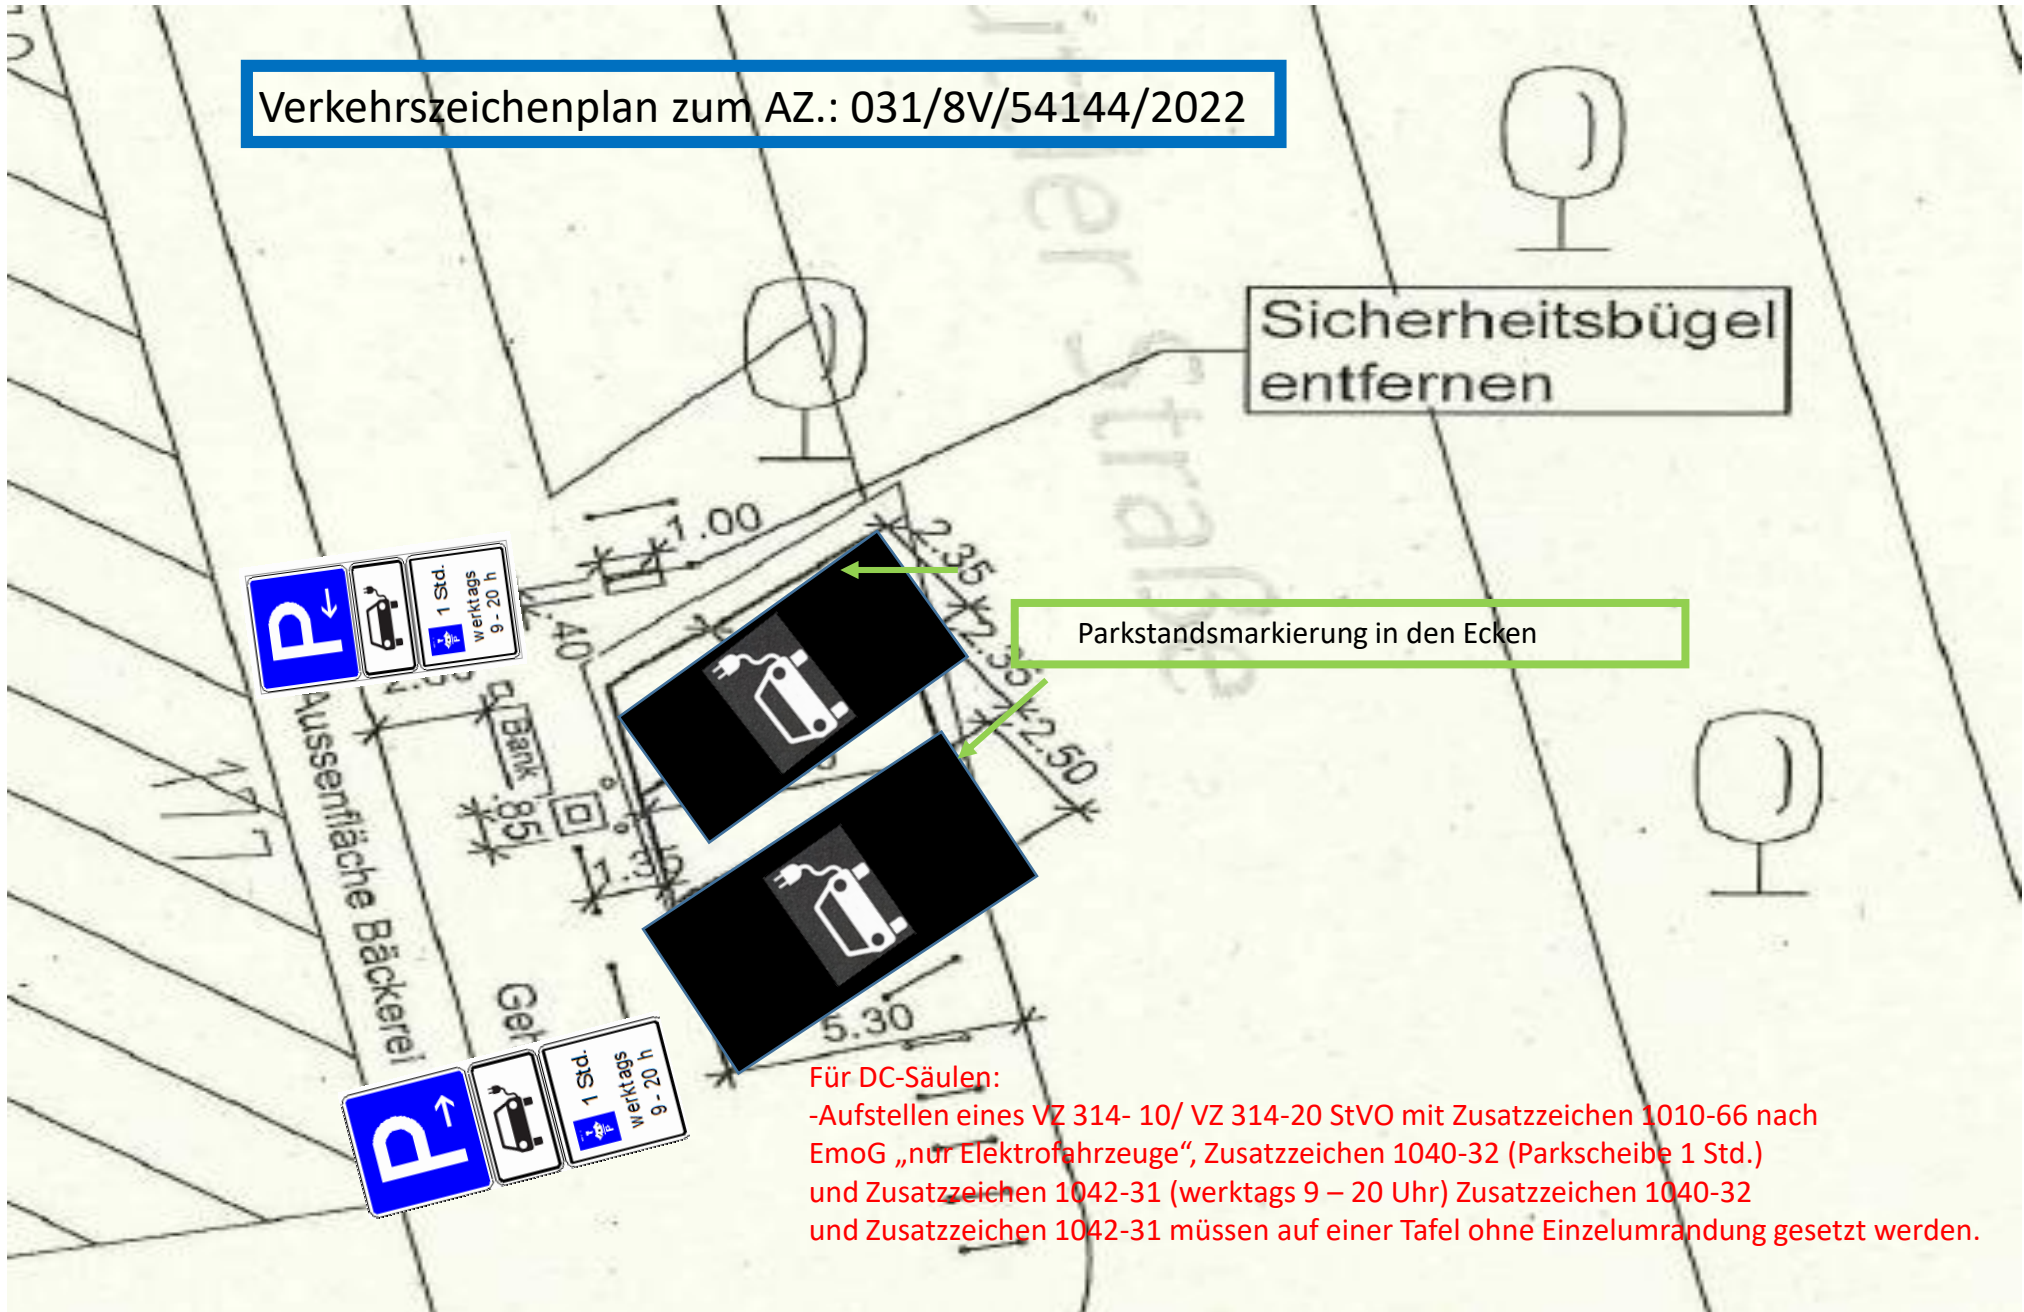 Verkehrszeichenplan zum AZ.: 031/8V/54144/2022
Sicherheitsbügel
entfernen
Straße
1.00
2.35
2.35
2.50
.40
Parkstandsmarkierung in den Ecken
P
1 Std.
werktags
9 - 20 h
Bank
.85
Aussenfläche Bäckerei
5.30
P
1 Std.
werktags
9 - 20 h
Für DC-Säulen:
-Aufstellen eines VZ 314- 10/ VZ 314-20 StVO mit Zusatzzeichen 1010-66 nach
EmoG „nur Elektrofahrzeuge“, Zusatzzeichen 1040-32 (Parkscheibe 1 Std.)
und Zusatzzeichen 1042-31 (werktags 9 – 20 Uhr) Zusatzzeichen 1040-32
und Zusatzzeichen 1042-31 müssen auf einer Tafel ohne Einzelumrandung gesetzt werden.